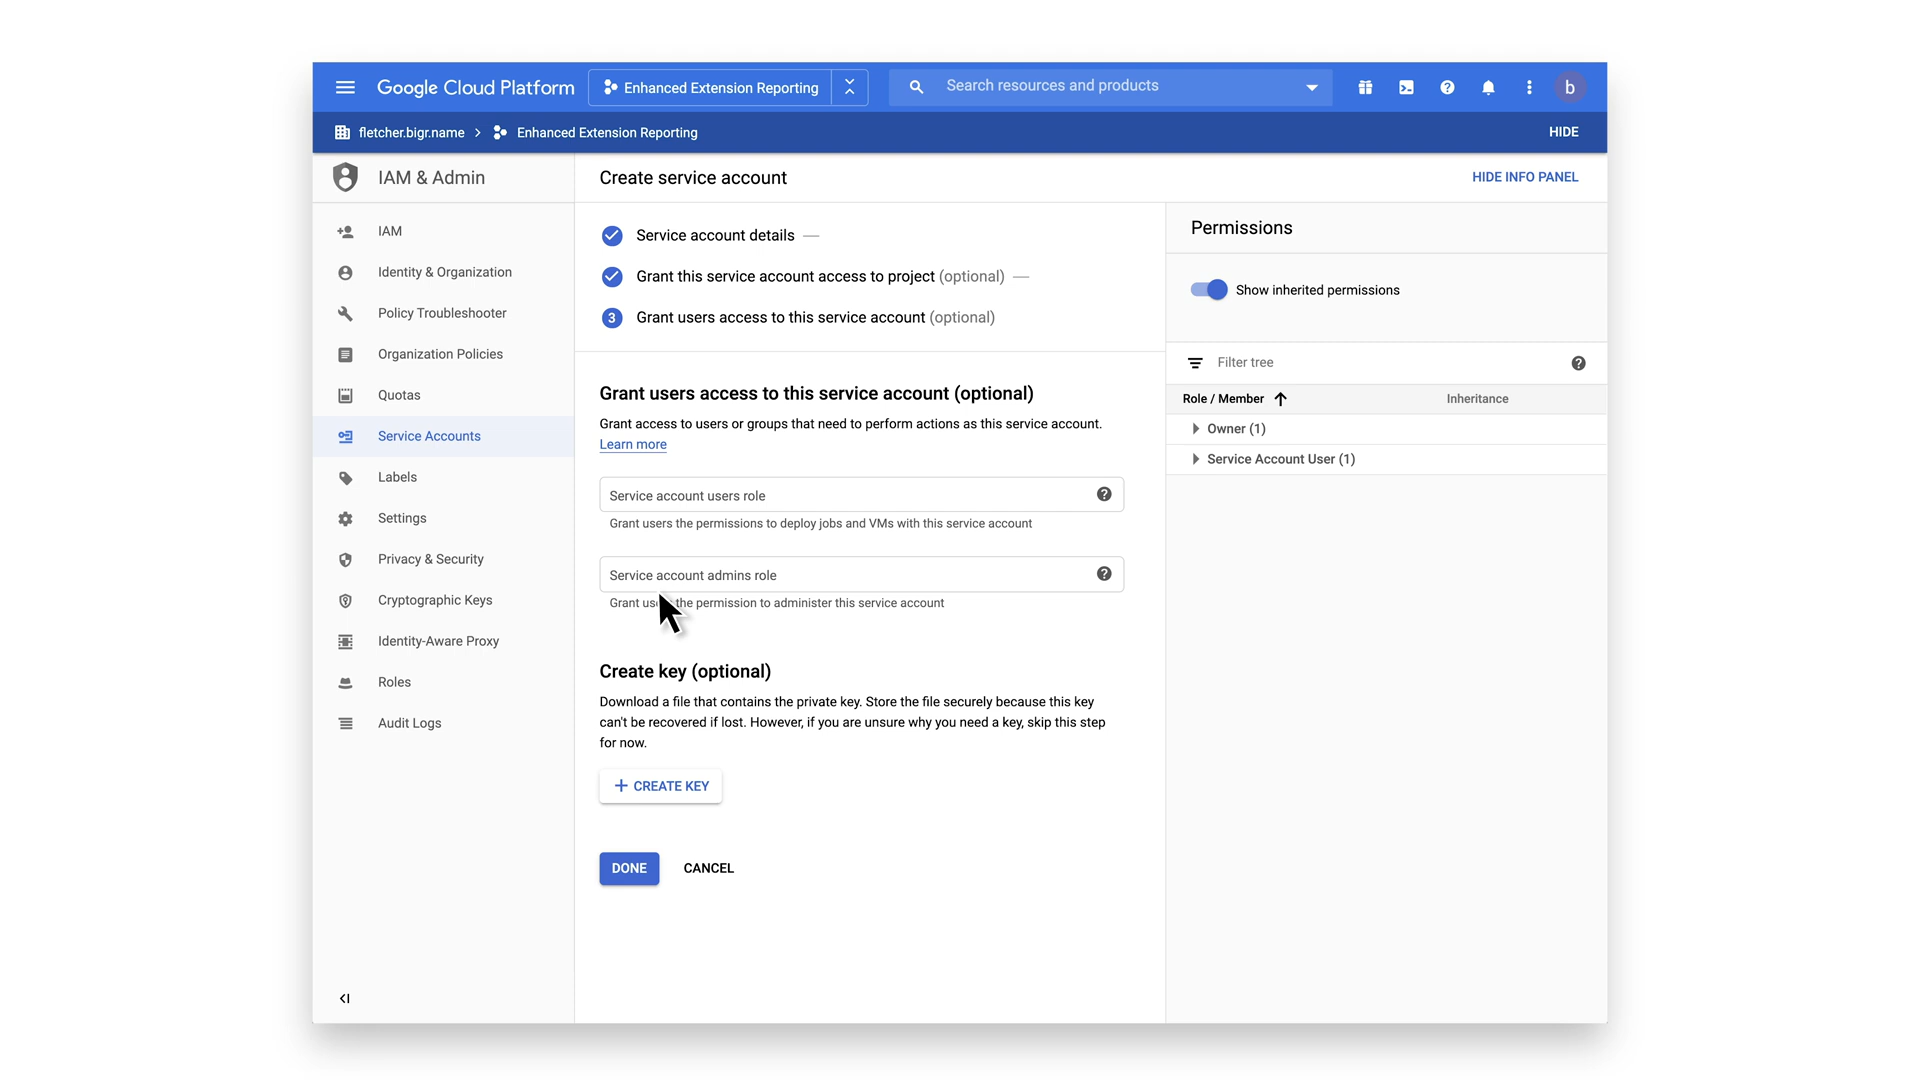 Google Cloud Platform
Enhanced Extension Reporting
Search resources and products
b
fletcher.bigr.name
Enhanced Extension Reporting
HIDE
IAM & Admin
Create service account
HIDE INFO PANEL
IAM
Identity & Organization
Policy Troubleshooter
Organization Policies
Quotas
Service Accounts
Labels
Settings
Privacy & Security
Cryptographic Keys
Identity-Aware Proxy
Roles
Audit Logs
Service account details —
Grant this service account access to project (optional) —
3 Grant users access to this service account (optional)
Grant users access to this service account (optional)
Grant access to users or groups that need to perform actions as this service account.
Learn more
Service account users role
Grant users the permissions to deploy jobs and VMs with this service account
Service account admins role
Grant the permission to administer this service account
Create key (optional)
Download a file that contains the private key. Store the file securely because this key
can't be recovered if lost. However, if you are unsure why you need a key, skip this step
for now.
+ CREATE KEY
DONE
CANCEL
Permissions
Show inherited permissions
Filter tree
Role / Member
Inheritance
Owner (1)
Service Account User (1)